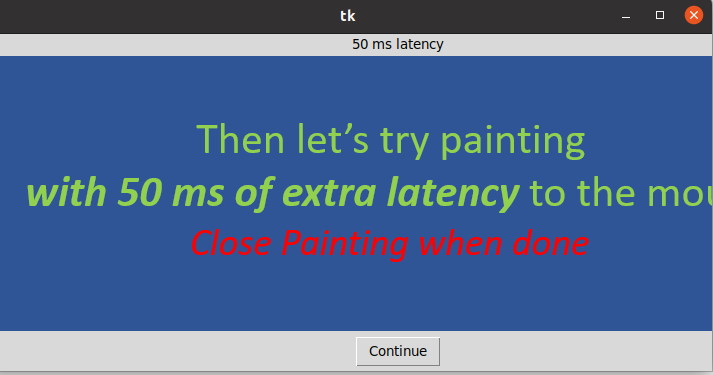 tk
50 ms latency
Then let’s try painting
with 50 ms of extra latency to the mou
Close Painting when done
Continue